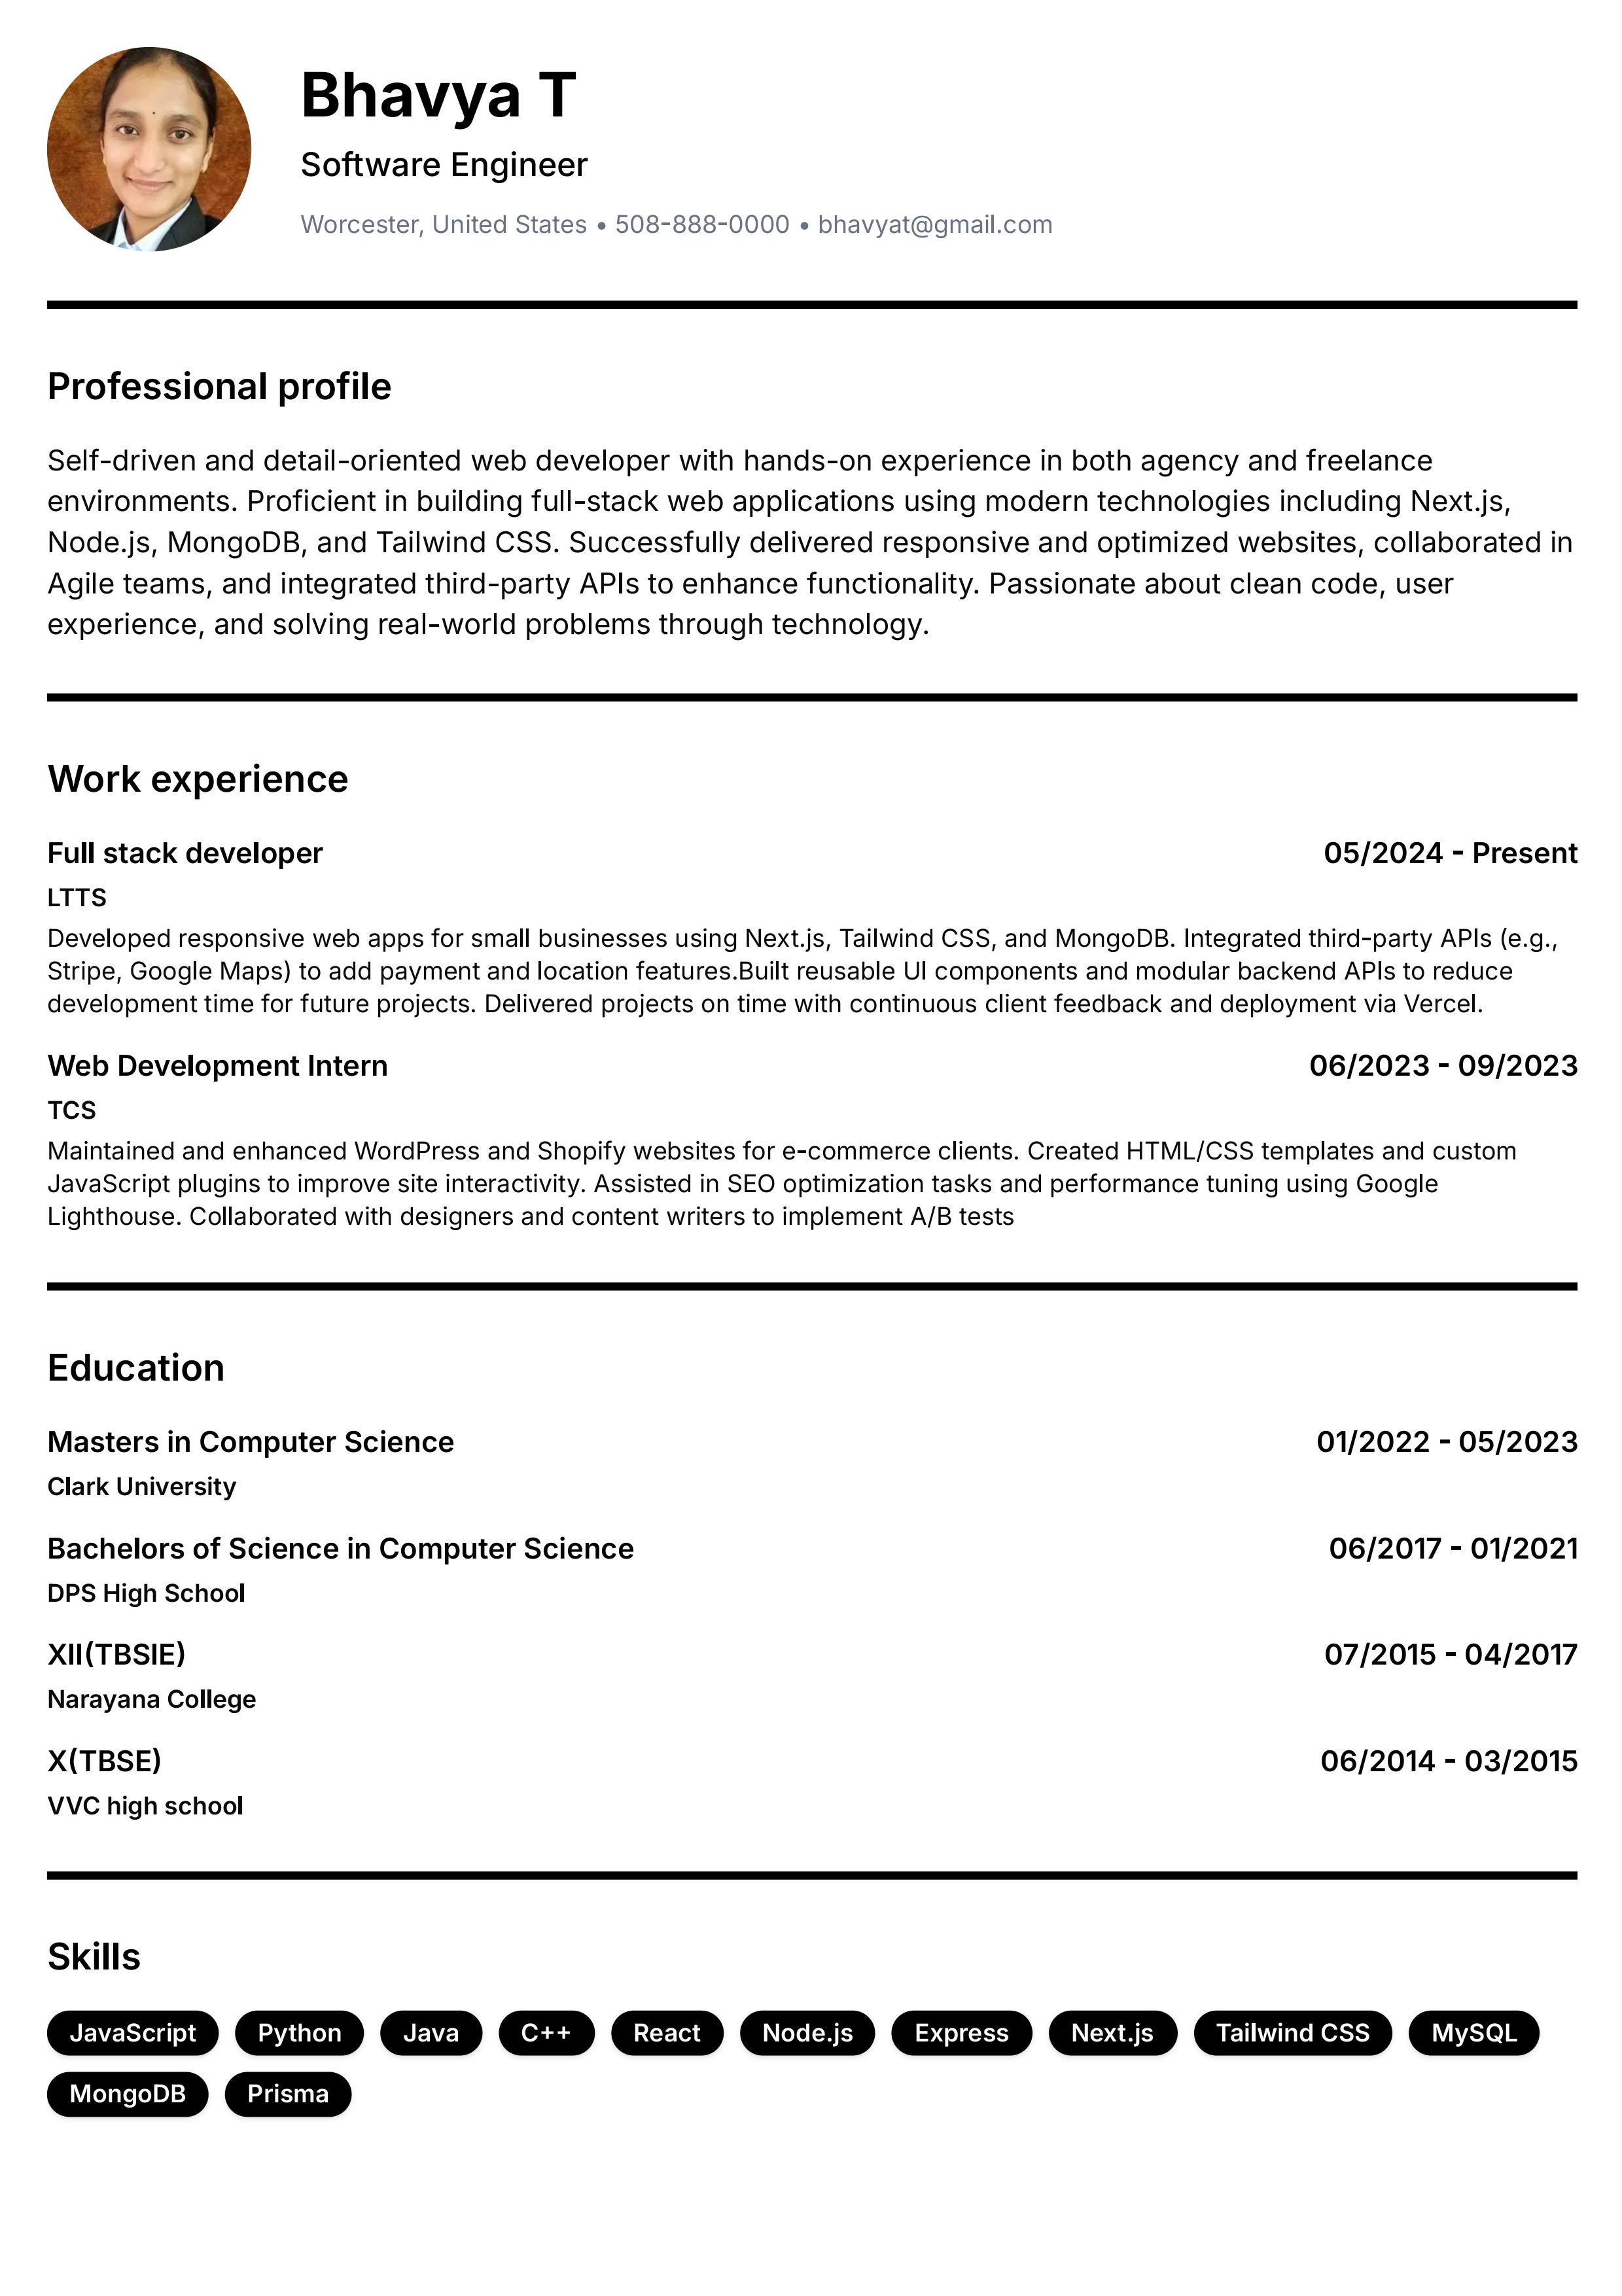 Bhavya T
Software Engineer
Worcester, United States • 508-888-0000 • bhavyat@gmail.com
Professional profile
Self-driven and detail-oriented web developer with hands-on experience in both agency and freelance
environments. Proficient in building full-stack web applications using modern technologies including Next.js,
Node.js, MongoDB, and Tailwind CSS. Successfully delivered responsive and optimized websites, collaborated in
Agile teams, and integrated third-party APIs to enhance functionality. Passionate about clean code, user
experience, and solving real-world problems through technology.
Work experience
Full stack developer 05/2024 - Present
LTTS
Developed responsive web apps for small businesses using Next.js, Tailwind CSS, and MongoDB. Integrated third-party APIs (e.g.,
Stripe, Google Maps) to add payment and location features.Built reusable UI components and modular backend APIs to reduce
development time for future projects. Delivered projects on time with continuous client feedback and deployment via Vercel.
Web Development Intern 06/2023 - 09/2023
TCS
Maintained and enhanced WordPress and Shopify websites for e-commerce clients. Created HTML/CSS templates and custom
JavaScript plugins to improve site interactivity. Assisted in SEO optimization tasks and performance tuning using Google
Lighthouse. Collaborated with designers and content writers to implement A/B tests
Education
Masters in Computer Science 01/2022 - 05/2023
Clark University
Bachelors of Science in Computer Science 06/2017 - 01/2021
DPS High School
XII(TBSIE) 07/2015 - 04/2017
Narayana College
X(TBSE) 06/2014 - 03/2015
VVC high school
Skills
JavaScript Python Java C++ React Node.js Express Next.js Tailwind CSS MySQL
MongoDB Prisma